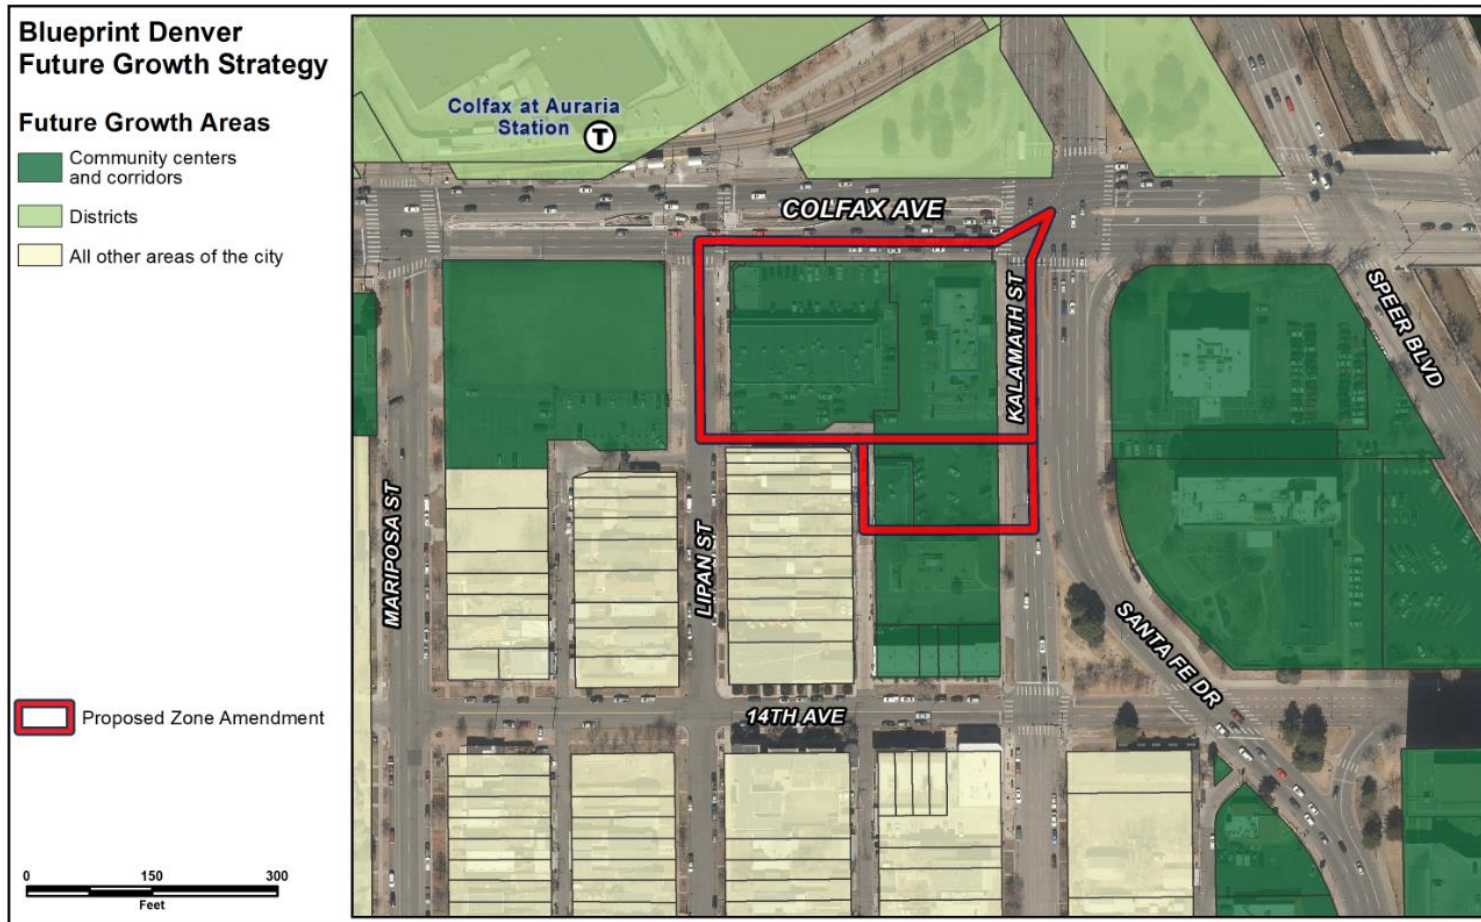 Blueprint Denver
Future Growth Strategy
Future Growth Areas
Community centers
and corridors
Districts
All other areas of the city
Proposed Zone Amendment
0 150 300
Feet
Colfax at Auraria
Station
T
COLFAX AVE
KALAMATH ST
SPEER BLVD
MARIPOSA ST
LIPAN ST
SANTA FE DR
14TH AVE